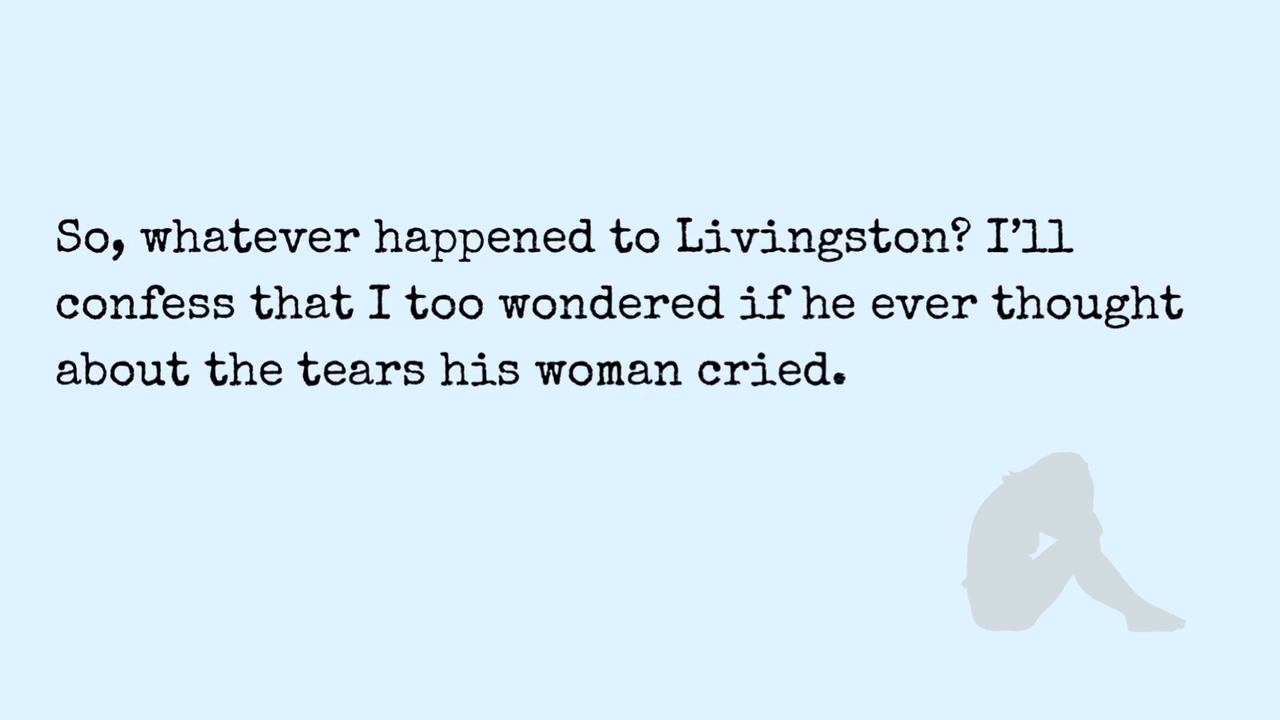 So, whatever happened to Livingston? I’ll
confess that I too wondered if he ever thought
about the tears his woman cried.